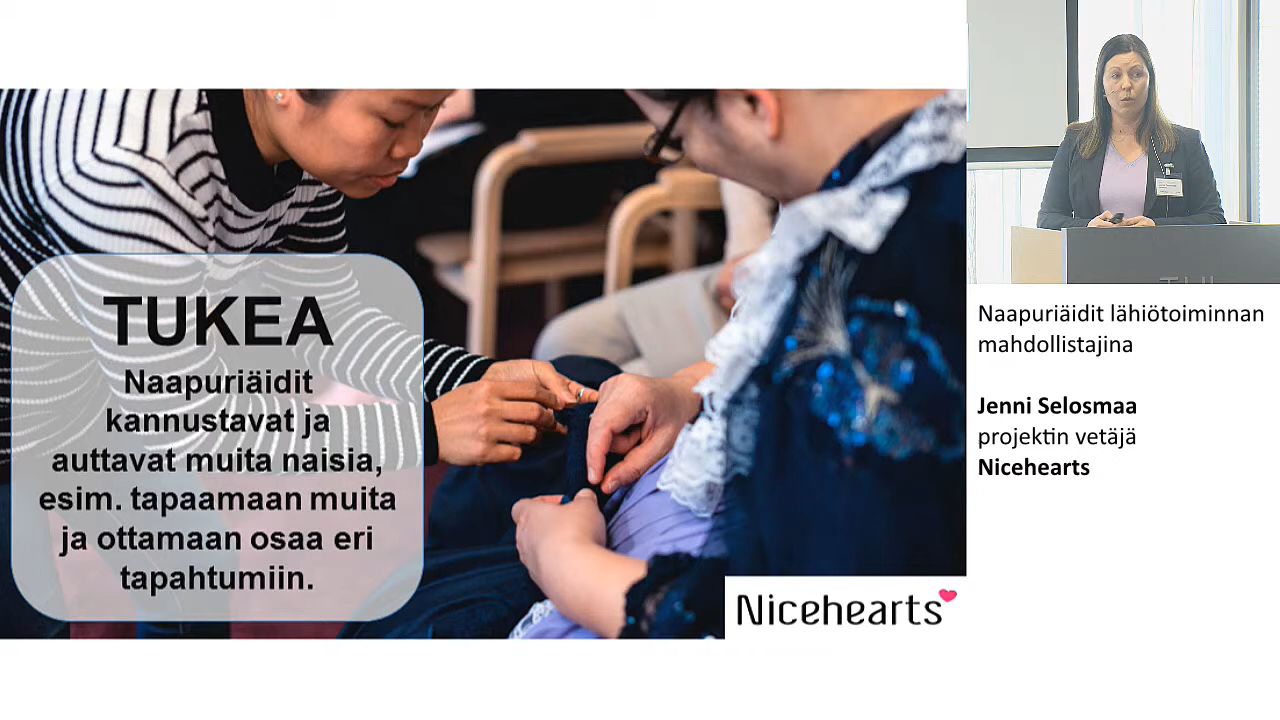 TUKEA
Naapuriäidit
kannustavat ja
auttavat muita naisia,
esim. tapaamaan muita
ja ottamaan osaa eri
tapahtumiin.
Nicehearts
Naapuriäidit lähiötoiminnan
mahdollistajina
Jenni Selosmaa
projektin vetäjä
Nicehearts